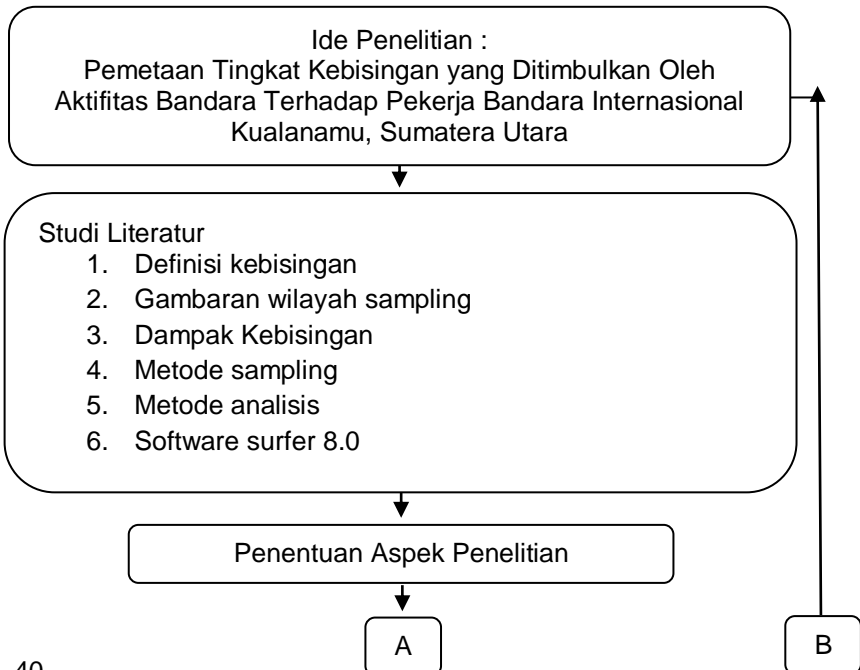 Ide Penelitian :
Pemetaan Tingkat Kebisingan yang Ditimbulkan Oleh
Aktifitas Bandara Terhadap Pekerja Bandara Internasional
Kualanamu, Sumatera Utara
Studi Literatur
1. Definisi kebisingan
2. Gambaran wilayah sampling
3. Dampak Kebisingan
4. Metode sampling
5. Metode analisis
6. Software surfer 8.0
Penentuan Aspek Penelitian
A
B
40